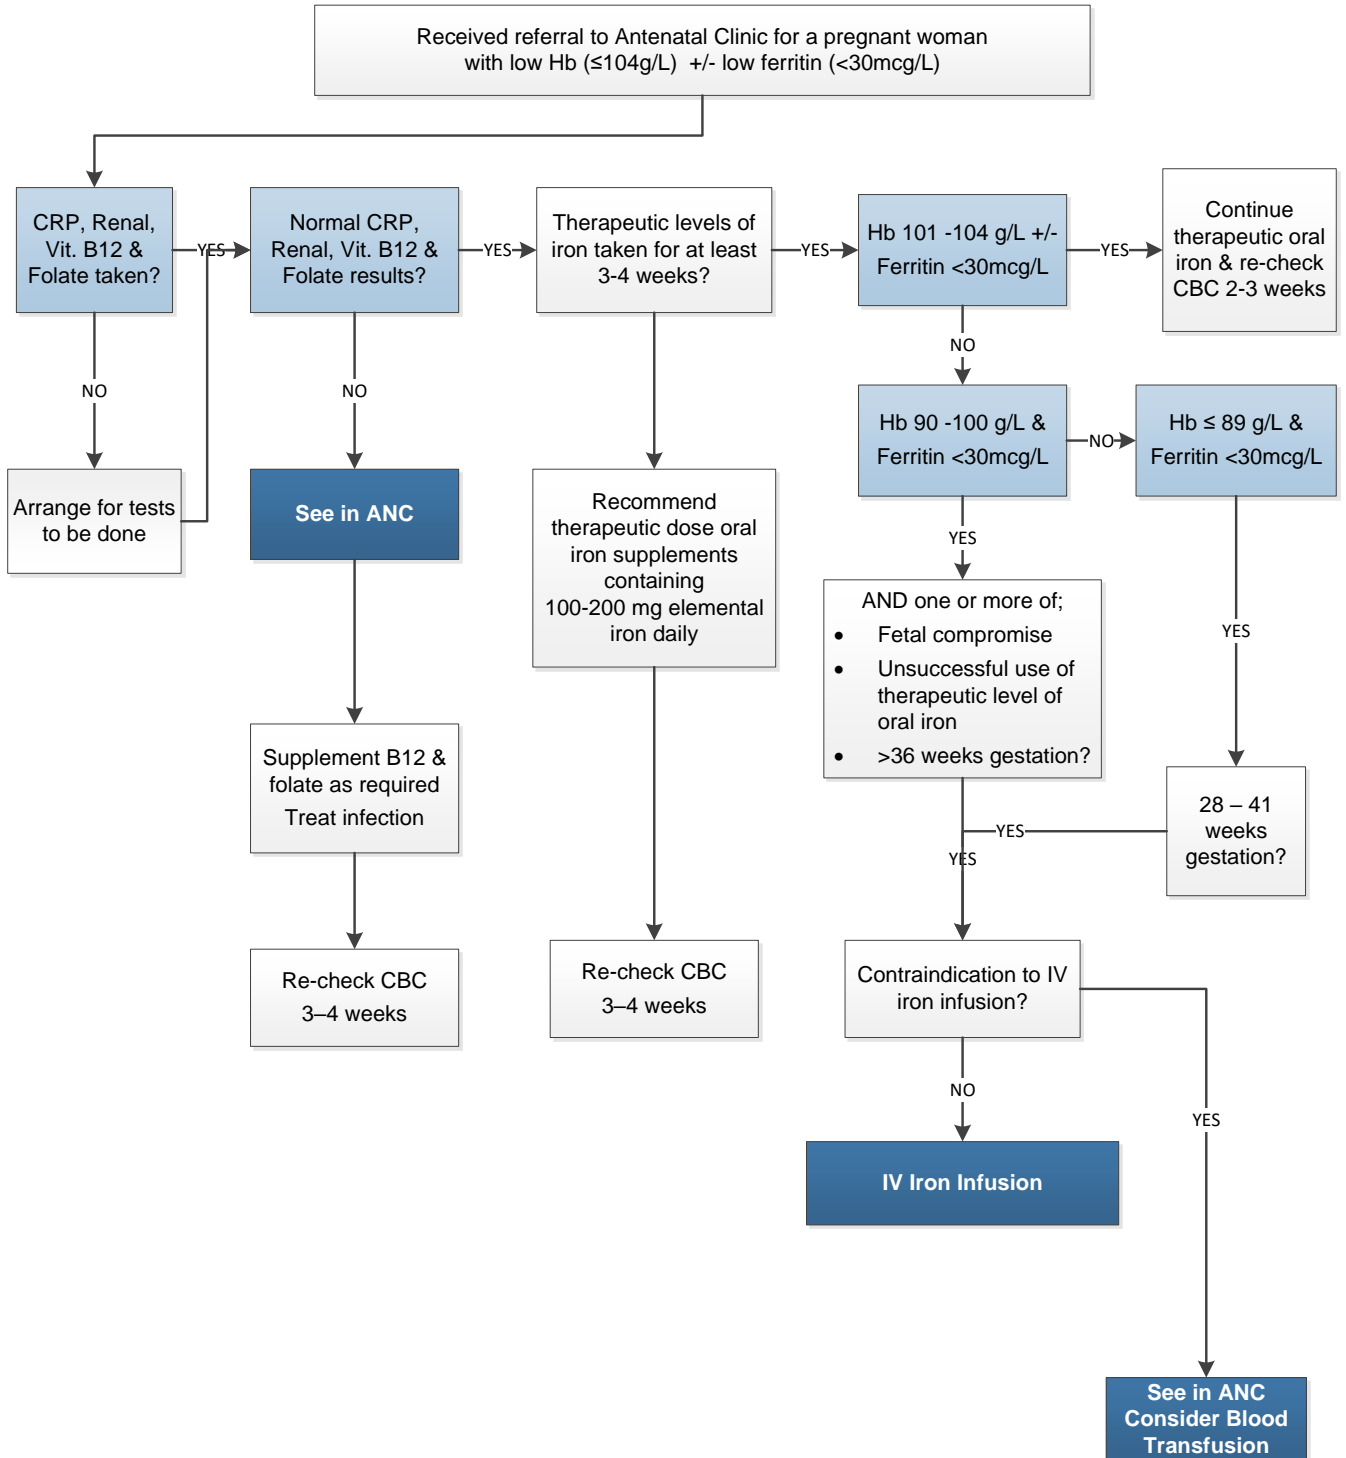 Received referral to Antenatal Clinic for a pregnant woman
with low Hb (≤104g/L)  +/- low ferritin (<30mcg/L)
CRP, Renal,
Vit. B12 &
Folate taken?
YES
Normal CRP,
Renal, Vit. B12 &
Folate results?
YES
Therapeutic levels of
iron taken for at least
3-4 weeks?
YES
Hb 101 -104 g/L +/-
Ferritin <30mcg/L
YES
Continue
therapeutic oral
iron & re-check
CBC 2-3 weeks
NO
NO
NO
Arrange for tests
to be done
See in ANC
Recommend
therapeutic dose oral
iron supplements
containing
100-200 mg elemental
iron daily
Hb 90 -100 g/L &
Ferritin <30mcg/L
NO
Hb ≤ 89 g/L &
Ferritin <30mcg/L
YES
YES
AND one or more of;
• Fetal compromise
• Unsuccessful use of
therapeutic level of
oral iron
• >36 weeks gestation?
Supplement B12 &
folate as required
Treat infection
28 – 41
weeks
gestation?
YES
YES
Re-check CBC
3–4 weeks
Re-check CBC
3–4 weeks
Contraindication to IV
iron infusion?
NO
YES
IV Iron Infusion
See in ANC
Consider Blood
Transfusion